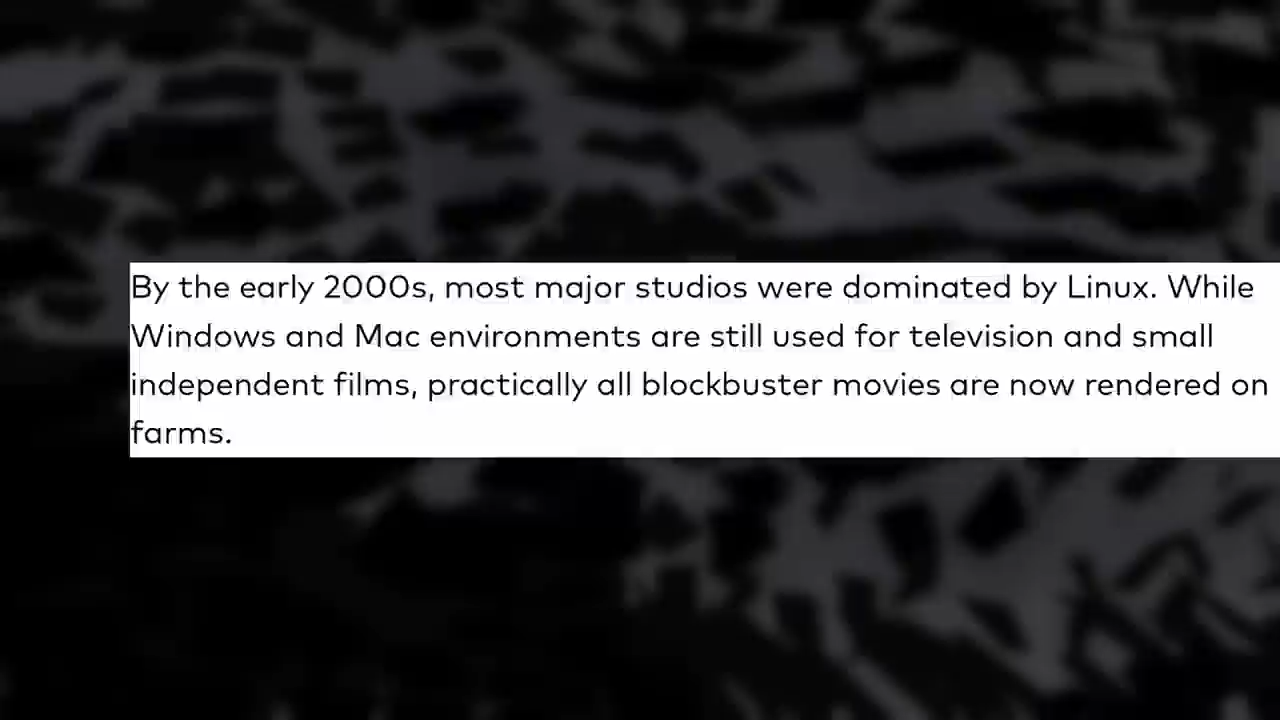 By the early 2000s, most major studios were dominated by Linux. While
Windows and Mac environments are still used for television and small
independent films, practically all blockbuster movies are now rendered on
farms.